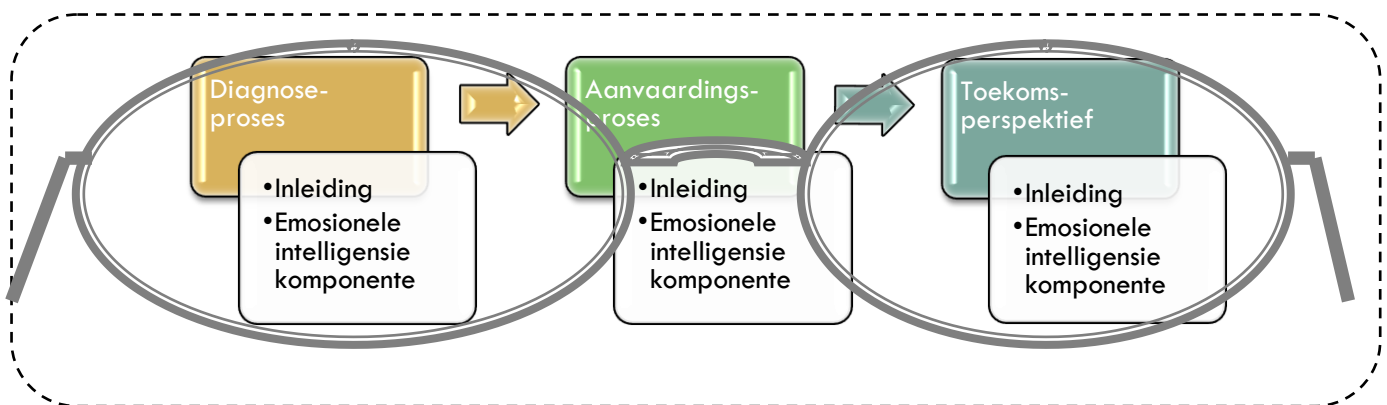 Diagnose-
proses
•Inleiding
•Emosionele
intelligensie
komponente
Aanvaardings-
proses
•Inleiding
•Emosionele
intelligensie
komponente
Toekoms-
perspektief
•Inleiding
•Emosionele
intelligensie
komponente